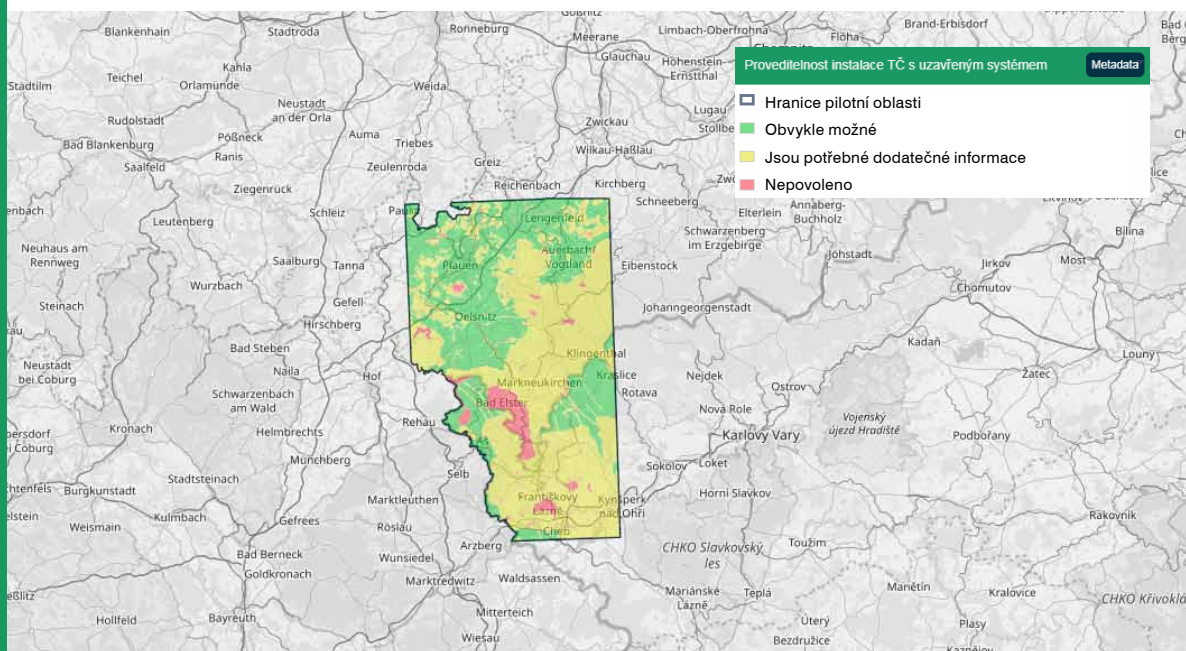 Gößnitz
Blankenhain
Stadtroda
Ronneburg
Meerane
Limbach-Oberfrohna
Flöha
Brand-Erbisdorf
Chemnitz
Glauchau
Hohenstein-
Ernstthal
Kahla
Teichel
Orlamünde
Stadtilm
Weida
Proveditelnost instalace TČ s uzavřeným systémem
Metadata
Hranice pilotní oblasti
Obvykle možné
Jsou potřebné dodatečné informace
Nepovoleno
Neustadt
an der Orla
Rudolstadt
Lugau
Zwickau
Pößneck
Auma
Triebes
Bad Blankenburg
Ranis
Saalfeld
Zeulenroda
Greiz
Wilkau-Haßlau
Ziegenrück
Reichenbach
Kirchberg
Schneeberg
Elterlein
Annaberg-
Buchholz
Schleiz
Pausa
Lengenfeld
Leutenberg
Schwarzenberg
im Erzgebirge
Bílina
Neuhaus am
Rennweg
Saalburg
Tanna
Plauen
Auerbach/
Vogtland
Eibenstock
Jöhstadt
Jirkov
Most
Wurzbach
Chomutov
Steinach
Gefell
Hirschberg
Oelsnitz
Johanngeorgenstadt
Kadaň
Bad Steben
Klingenthal
Louny
Neustadt
bei Coburg
Naila
Hof
Markneukirchen
Kraslice
Nejdek
Ostrov
Žatec
Schwarzenbach
am Wald
Bad Elster
Rotava
Nová Role
Vojenský
újezd Hradiště
Kronach
Helmbrechts
Rehau
Aš
Karlovy Vary
Podbořany
Münchberg
Selb
Sokolov
Loket
Stadtsteinach
Burgkunstadt
Marktleuthen
Františkovy
Lázně
Kynšperk
nad Ohří
Horní Slavkov
Weismain
Kulmbach
Gefrees
Röslau
Cheb
Rakovník
Bad Berneck
Wunsiedel
Arzberg
CHKO Slavkovský
les
Toužim
Goldkronach
Marktredwitz
Waldsassen
Mariánské
Lázně
Teplá
Manětín
Kralovice
CHKO Křivoklá
Hollfeld
Bayreuth
Mitterteich
Úterý
Plasy
Wiesau
Bezdružice
Kaznějov